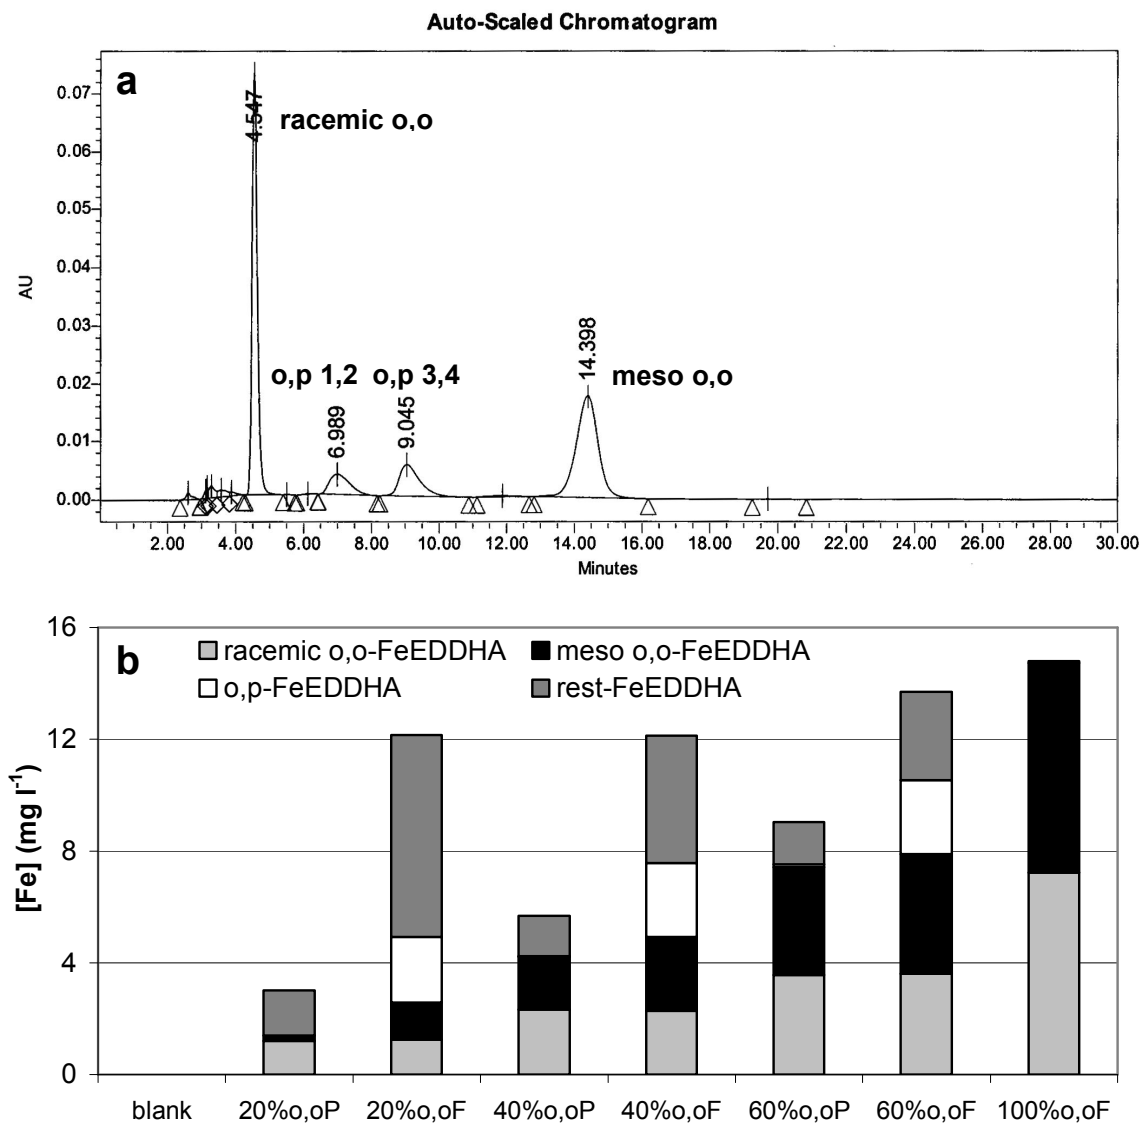 Auto-Scaled Chromatogram
a
0.07
0.06
0.05
0.04
0.03
0.02
0.01
0.00
AU
4.547
racemic o,o
o,p 1,2 o,p 3,4
6.989
9.045
14.398
meso o,o
2.00 4.00 6.00 8.00 10.00 12.00 14.00 16.00 18.00 20.00 22.00 24.00 26.00 28.00 30.00
Minutes
b
racemic o,o-FeEDDHA meso o,o-FeEDDHA
o,p-FeEDDHA rest-FeEDDHA
16
12
8
4
0
[Fe] (mg l⁻¹)
blank 20%o,oP 20%o,oF 40%o,oP 40%o,oF 60%o,oP 60%o,oF 100%o,oF